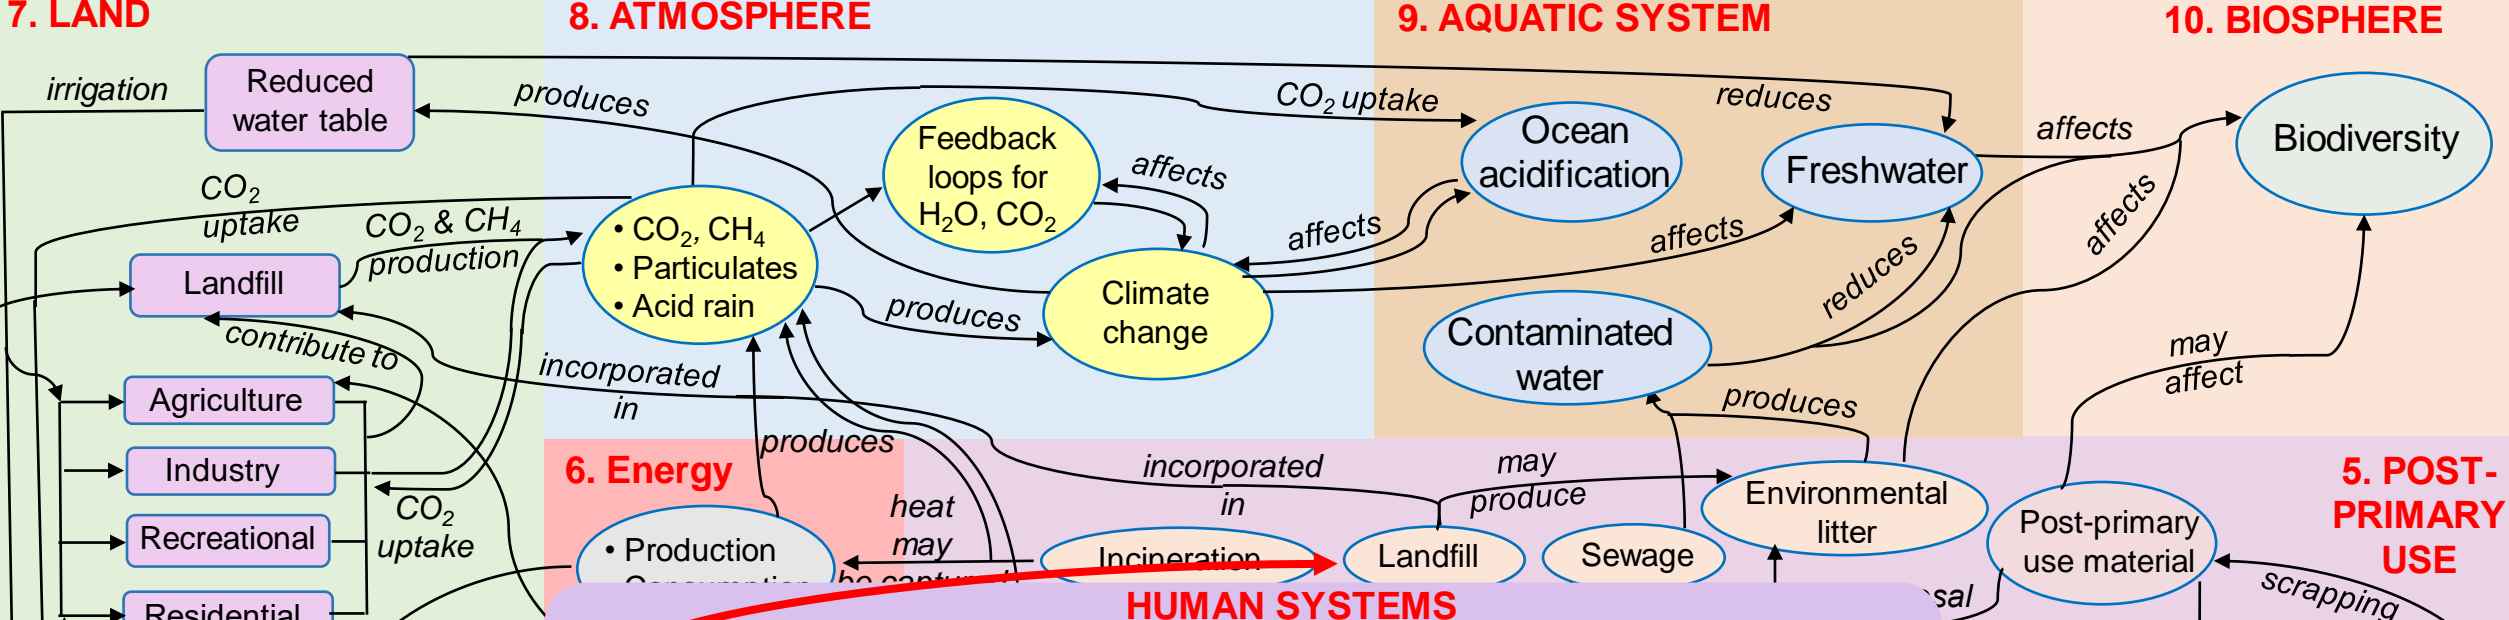 7. LAND
8. ATMOSPHERE
9. AQUATIC SYSTEM
10. BIOSPHERE
irrigation
Reduced
water table
produces
CO2 uptake
reduces
affects
Feedback
loops for
H2O, CO2
affects
Ocean
acidification
Freshwater
Biodiversity
CO2
uptake
CO2 & CH4
production
• CO2, CH4
• Particulates
• Acid rain
affects
affects
affects
reduces
Landfill
produces
Climate
change
Contaminated
water
may
affect
contribute to
incorporated
in
Agriculture
produces
produces
Industry
6. Energy
incorporated
in
may
produce
5. POST-
PRIMARY
USE
CO2
uptake
heat
may
Environmental
litter
Recreational
• Production
Incineration
Landfill
Sewage
Post-primary
use material
scrapping
Residential
HUMAN SYSTEMS